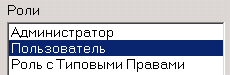 Роли
Администратор
Пользователь
Роль с Типовыми Правами